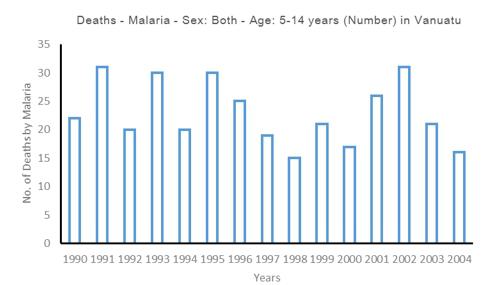 Deaths - Malaria - Sex: Both - Age: 5-14 years (Number) in Vanuatu
35
30
25
20
15
10
5
0
No. of Deaths by Malaria
1990 1991 1992 1993 1994 1995 1996 1997 1998 1999 2000 2001 2002 2003 2004
Years